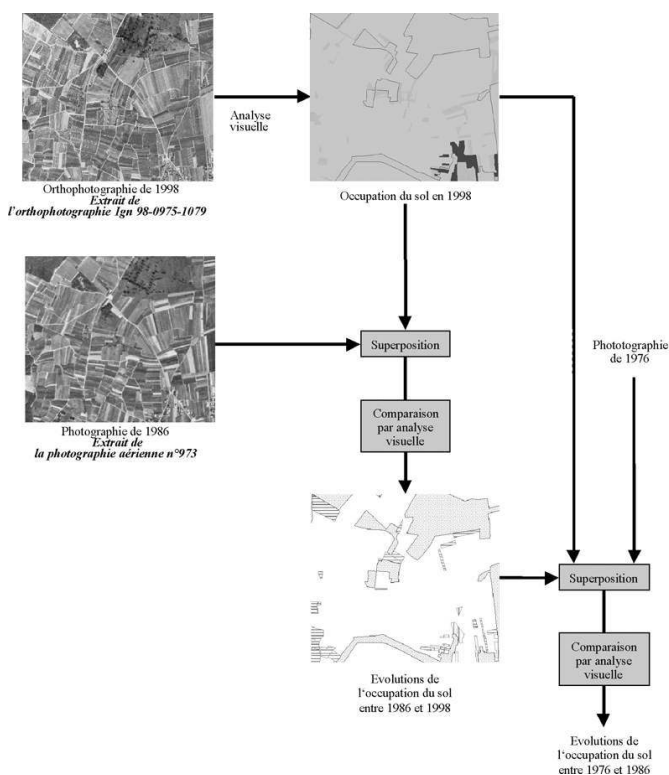 Analyse
visuelle
Orthophotographie de 1998
Extrait de
l'orthophotographie Ign 98-0975-1079
Occupation du sol en 1998
Superposition
Phototographie
de 1976
Comparaison
par analyse
visuelle
Photographie de 1986
Extrait de
la photographie aérienne n°973
Superposition
Evolutions de
l'occupation du sol
entre 1986 et 1998
Comparaison
par analyse
visuelle
Evolutions de
l'occupation du sol
entre 1976 et 1986